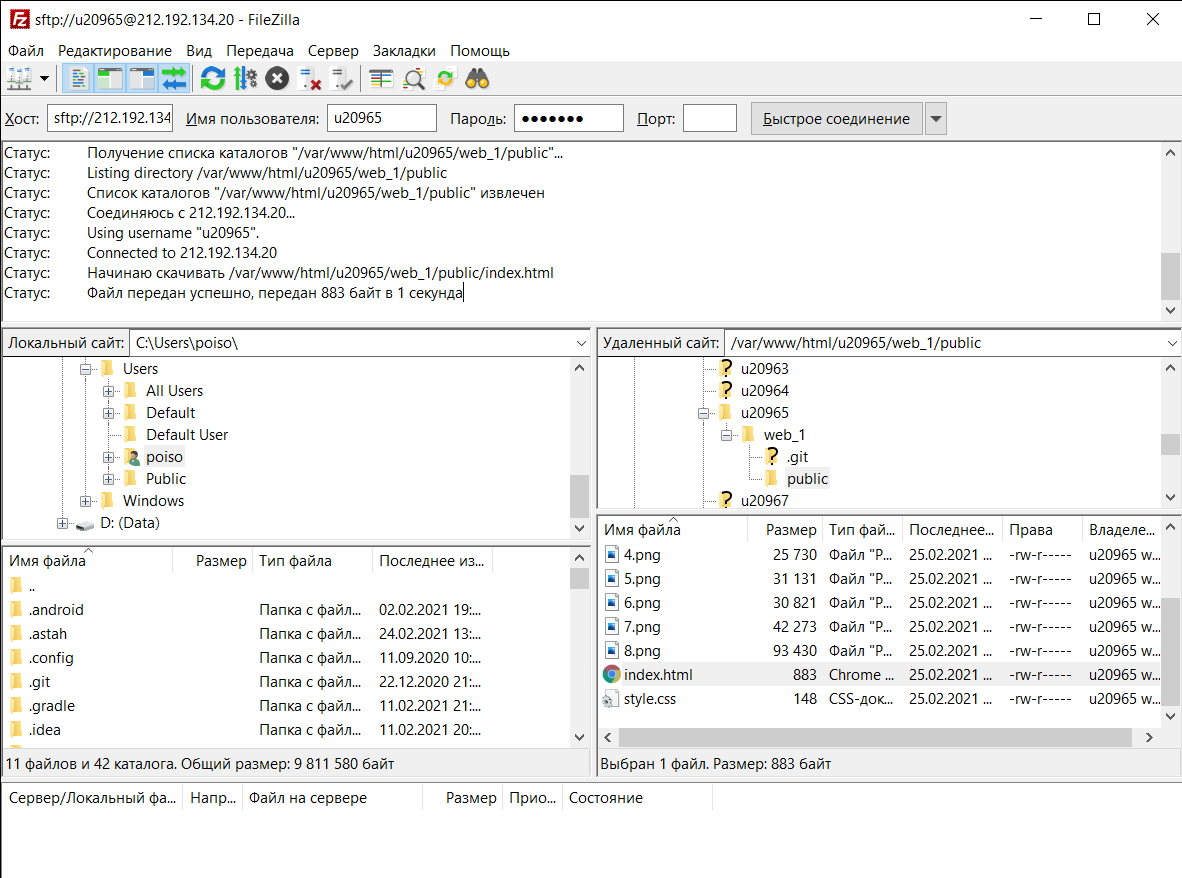 sftp://u20965@212.192.134.20 - FileZilla
Файл Редактирование Вид Передача Сервер Закладки Помощь
Хост: sftp://212.192.134 Имя пользователя: u20965 Пароль: ●●●●●●● Порт: Быстрое соединение
Статус: Получение списка каталогов "/var/www/html/u20965/web_1/public"...
Статус: Listing directory /var/www/html/u20965/web_1/public
Статус: Список каталогов "/var/www/html/u20965/web_1/public" извлечен
Статус: Соединяюсь с 212.192.134.20...
Статус: Using username "u20965".
Статус: Connected to 212.192.134.20
Статус: Начинаю скачивать /var/www/html/u20965/web_1/public/index.html
Статус: Файл передан успешно, передан 883 байт в 1 секунда
Локальный сайт: C:\Users\poiso\
Users
All Users
Default
Default User
poiso
Public
Windows
D: (Data)
Имя файла Размер Тип файла Последнее из...
..
.android Папка с файл... 02.02.2021 19:...
.astah Папка с файл... 24.02.2021 13:...
.config Папка с файл... 11.09.2020 10:...
.git Папка с файл... 22.12.2020 21:...
.gradle Папка с файл... 11.02.2021 21:...
.idea Папка с файл... 11.02.2021 20:...
11 файлов и 42 каталога. Общий размер: 9 811 580 байт
Удаленный сайт: /var/www/html/u20965/web_1/public
u20963
u20964
u20965
web_1
.git
public
u20967
Имя файла Размер Тип фай... Последнее... Права Владеле...
4.png 25 730 Файл "P... 25.02.2021 ... -rw-r----- u20965 w...
5.png 31 131 Файл "P... 25.02.2021 ... -rw-r----- u20965 w...
6.png 30 821 Файл "P... 25.02.2021 ... -rw-r----- u20965 w...
7.png 42 273 Файл "P... 25.02.2021 ... -rw-r----- u20965 w...
8.png 93 430 Файл "P... 25.02.2021 ... -rw-r----- u20965 w...
index.html 883 Chrome ... 25.02.2021 ... -rw-r----- u20965 w...
style.css 148 CSS-док... 25.02.2021 ... -rw-r----- u20965 w...
Выбран 1 файл. Размер: 883 байт
Сервер/Локальный фа... Напр... Файл на сервере Размер Прио... Состояние